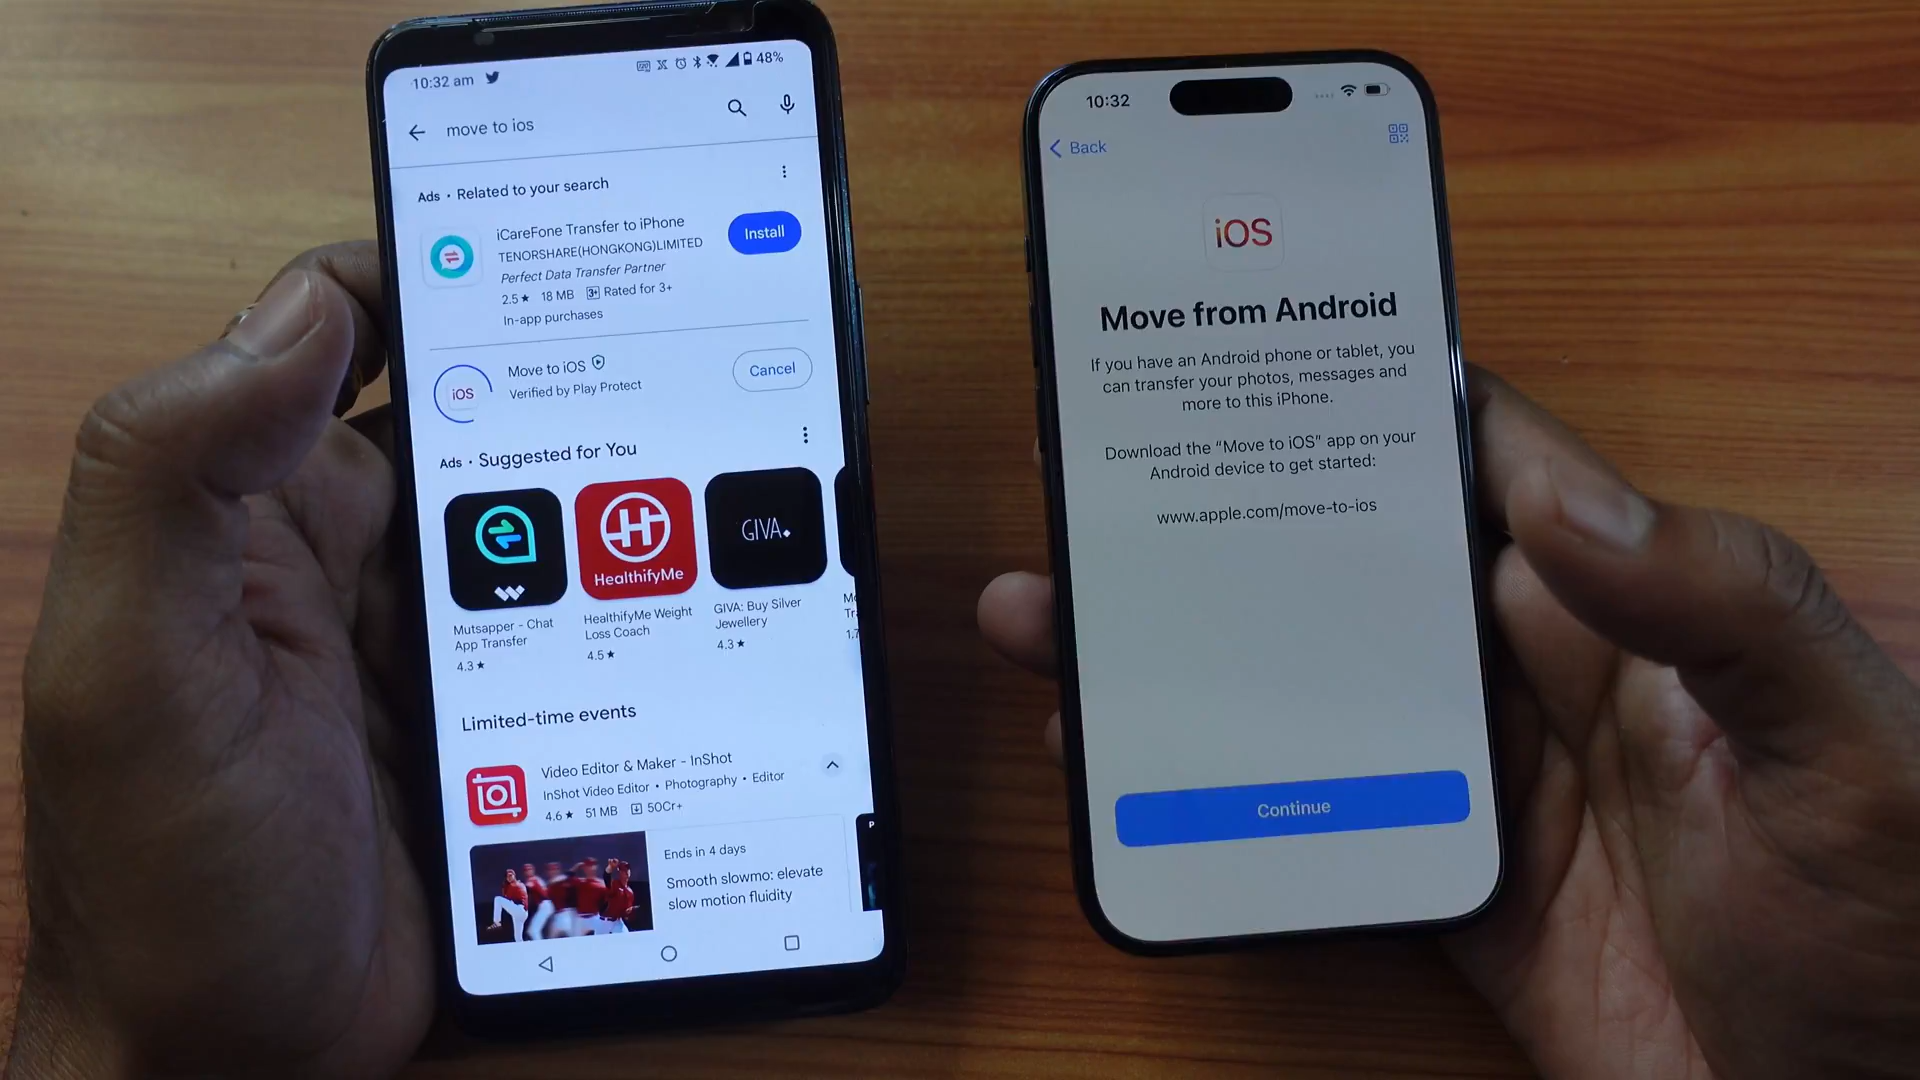 10:32 am
48%
move to ios
Ads • Related to your search
iCareFone Transfer to iPhone
TENORSHARE(HONGKONG)LIMITED
Perfect Data Transfer Partner
2.5★ 18 MB 3+ Rated for 3+
In-app purchases
Install
iOS
Move to iOS
Verified by Play Protect
Cancel
Ads • Suggested for You
HealthifyMe
GIVA
Mutsapper - Chat
App Transfer
4.3★
HealthifyMe Weight
Loss Coach
4.5★
GIVA: Buy Silver
Jewellery
4.3★
Limited-time events
Video Editor & Maker - InShot
InShot Video Editor • Photography • Editor
4.6★ 51 MB 50Cr+
Ends in 4 days
Smooth slowmo: elevate
slow motion fluidity
10:32
Back
iOS
Move from Android
If you have an Android phone or tablet, you
can transfer your photos, messages and
more to this iPhone.
Download the “Move to iOS” app on your
Android device to get started:
www.apple.com/move-to-ios
Continue